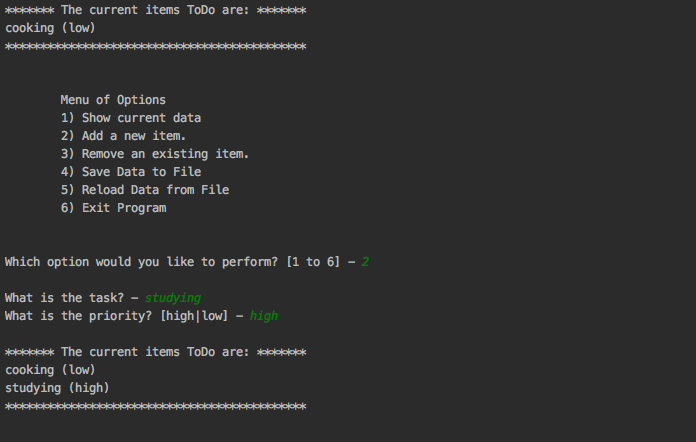 ******* The current items ToDo are: *******
cooking (low)
*******************************************
Menu of Options
1) Show current data
2) Add a new item.
3) Remove an existing item.
4) Save Data to File
5) Reload Data from File
6) Exit Program
Which option would you like to perform? [1 to 6] - 2
What is the task? - studying
What is the priority? [high|low] - high
******* The current items ToDo are: *******
cooking (low)
studying (high)
*******************************************